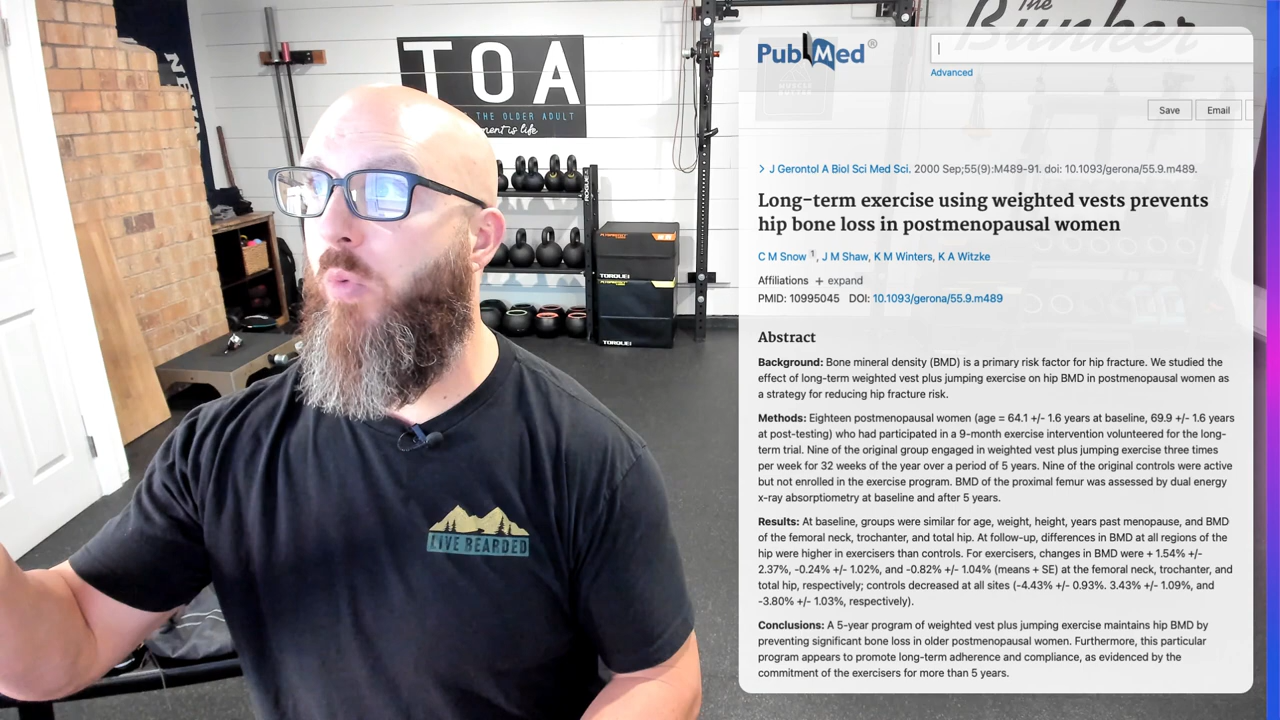 The
Bunker
TOA
THE OLDER ADULT
ment is life
ROGUE
TORQUE
TORQUE
LIVE BEARDED
PubMed®
Advanced
Save
Email
J Gerontol A Biol Sci Med Sci. 2000 Sep;55(9):M489-91. doi: 10.1093/gerona/55.9.m489.
Long-term exercise using weighted vests prevents
hip bone loss in postmenopausal women
C M Snow 1, J M Shaw, K M Winters, K A Witzke
Affiliations + expand
PMID: 10995045 DOI: 10.1093/gerona/55.9.m489
Abstract
Background: Bone mineral density (BMD) is a primary risk factor for hip fracture. We studied the
effect of long-term weighted vest plus jumping exercise on hip BMD in postmenopausal women as
a strategy for reducing hip fracture risk.
Methods: Eighteen postmenopausal women (age = 64.1 +/- 1.6 years at baseline, 69.9 +/- 1.6 years
at post-testing) who had participated in a 9-month exercise intervention volunteered for the long-
term trial. Nine of the original group engaged in weighted vest plus jumping exercise three times
per week for 32 weeks of the year over a period of 5 years. Nine of the original controls were active
but not enrolled in the exercise program. BMD of the proximal femur was assessed by dual energy
x-ray absorptiometry at baseline and after 5 years.
Results: At baseline, groups were similar for age, weight, height, years past menopause, and BMD
of the femoral neck, trochanter, and total hip. At follow-up, differences in BMD at all regions of the
hip were higher in exercisers than controls. For exercisers, changes in BMD were + 1.54% +/-
2.37%, -0.24% +/- 1.02%, and -0.82% +/- 1.04% (means + SE) at the femoral neck, trochanter, and
total hip, respectively; controls decreased at all sites (-4.43% +/- 0.93%. 3.43% +/- 1.09%, and
-3.80% +/- 1.03%, respectively).
Conclusions: A 5-year program of weighted vest plus jumping exercise maintains hip BMD by
preventing significant bone loss in older postmenopausal women. Furthermore, this particular
program appears to promote long-term adherence and compliance, as evidenced by the
commitment of the exercisers for more than 5 years.